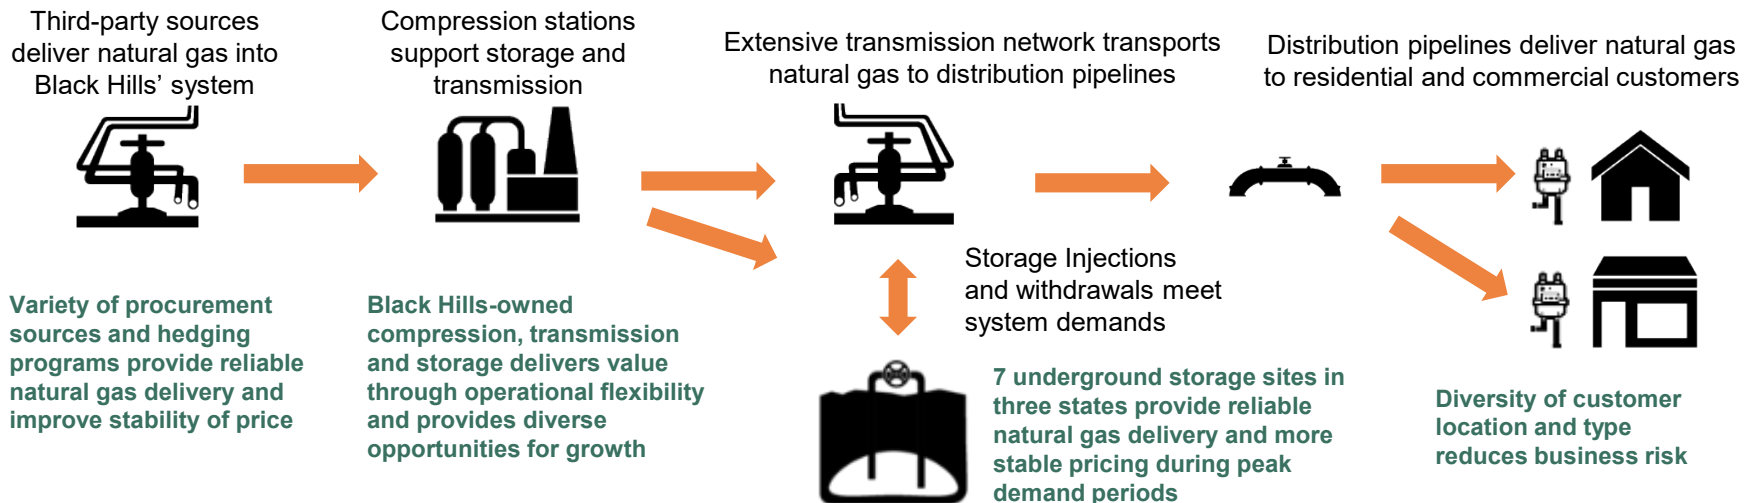 Third-party sources
deliver natural gas into
Black Hills' system
Compression stations
support storage and
transmission
Extensive transmission network transports
natural gas to distribution pipelines
Distribution pipelines deliver natural gas
to residential and commercial customers
Storage Injections
and withdrawals meet
system demands
Variety of procurement
sources and hedging
programs provide reliable
natural gas delivery and
improve stability of price
Black Hills-owned
compression, transmission
and storage delivers value
through operational flexibility
and provides diverse
opportunities for growth
7 underground storage sites in
three states provide reliable
natural gas delivery and more
stable pricing during peak
demand periods
Diversity of customer
location and type
reduces business risk